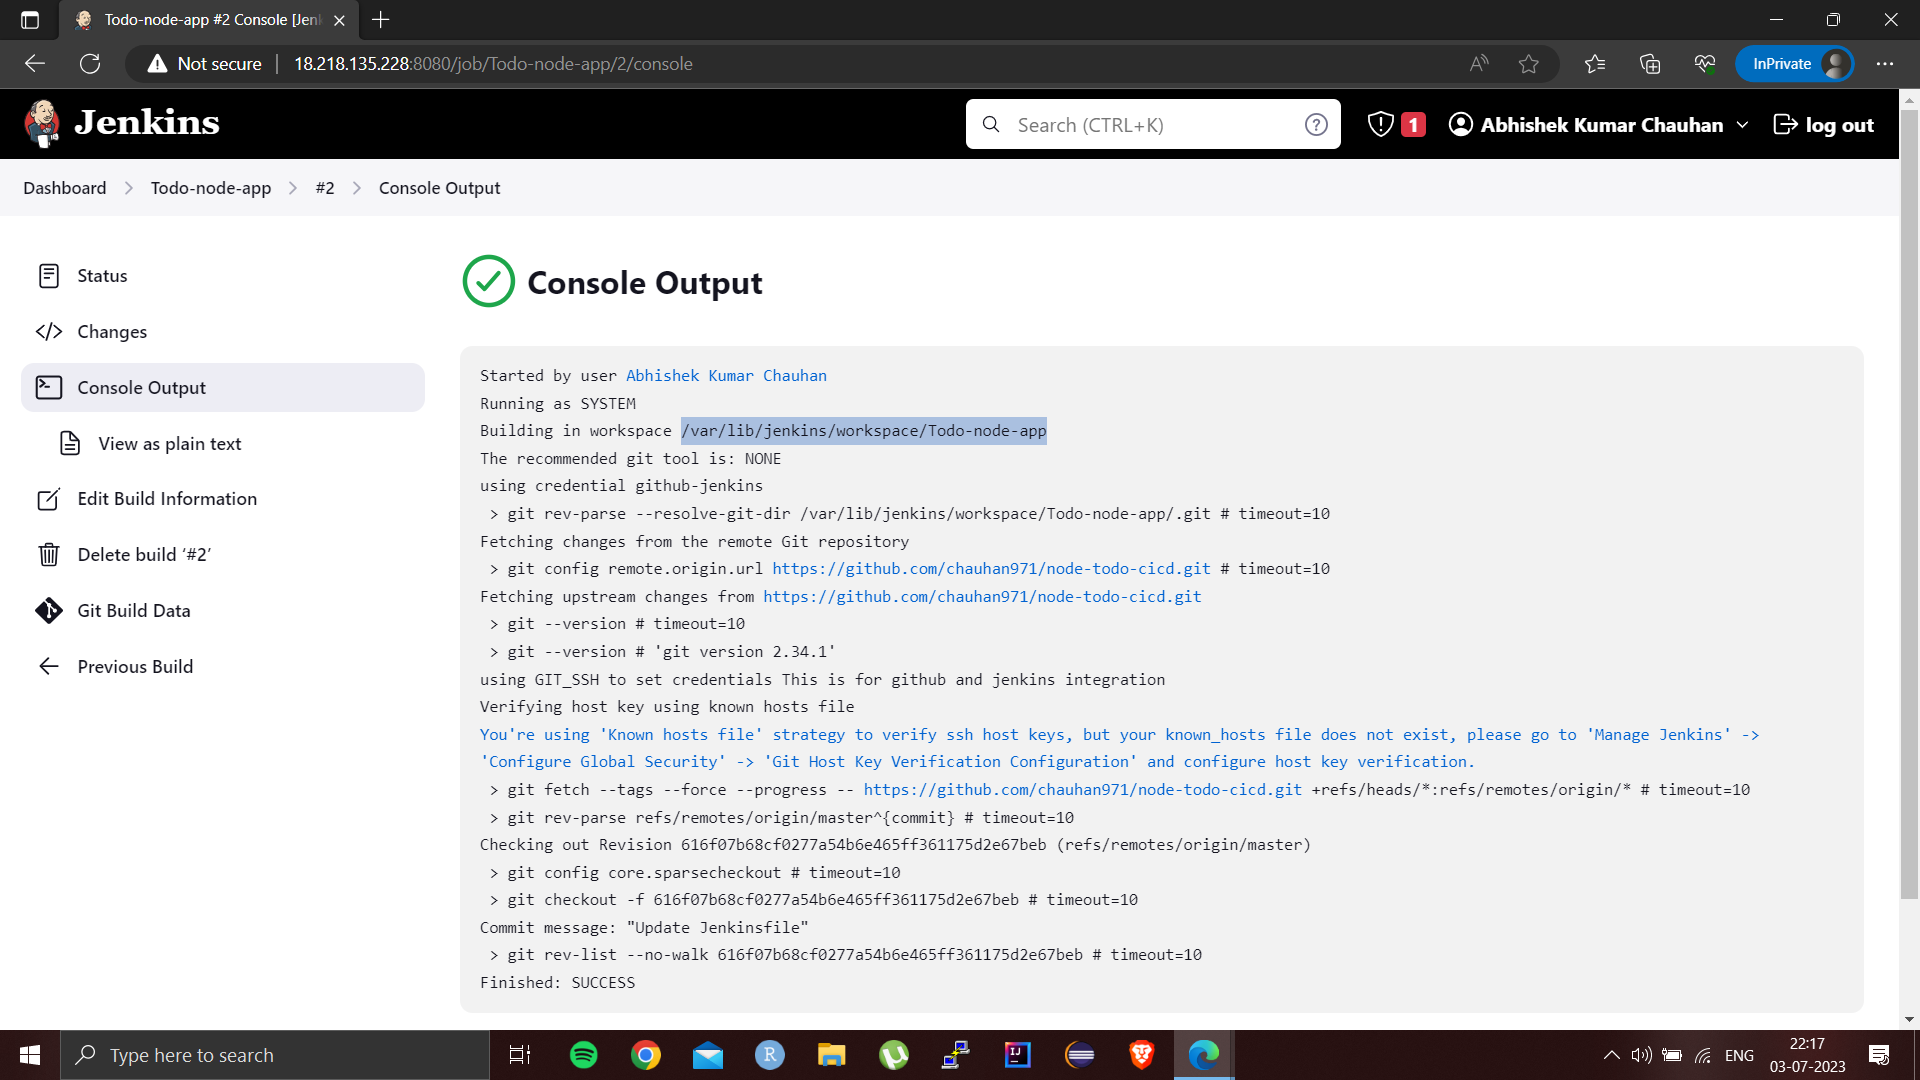 Todo-node-app #2 Console [Jenk
Not secure
18.218.135.228:8080/job/Todo-node-app/2/console
InPrivate
Jenkins
Search (CTRL+K)
1
Abhishek Kumar Chauhan
log out
Dashboard
Todo-node-app
#2
Console Output
Status
Changes
Console Output
View as plain text
Edit Build Information
Delete build ‘#2’
Git Build Data
Previous Build
Console Output
Started by user Abhishek Kumar Chauhan
Running as SYSTEM
Building in workspace /var/lib/jenkins/workspace/Todo-node-app
The recommended git tool is: NONE
using credential github-jenkins
> git rev-parse --resolve-git-dir /var/lib/jenkins/workspace/Todo-node-app/.git # timeout=10
Fetching changes from the remote Git repository
> git config remote.origin.url https://github.com/chauhan971/node-todo-cicd.git # timeout=10
Fetching upstream changes from https://github.com/chauhan971/node-todo-cicd.git
> git --version # timeout=10
> git --version # 'git version 2.34.1'
using GIT_SSH to set credentials This is for github and jenkins integration
Verifying host key using known hosts file
You're using 'Known hosts file' strategy to verify ssh host keys, but your known_hosts file does not exist, please go to 'Manage Jenkins' ->
'Configure Global Security' -> 'Git Host Key Verification Configuration' and configure host key verification.
> git fetch --tags --force --progress -- https://github.com/chauhan971/node-todo-cicd.git +refs/heads/*:refs/remotes/origin/* # timeout=10
> git rev-parse refs/remotes/origin/master^{commit} # timeout=10
Checking out Revision 616f07b68cf0277a54b6e465ff361175d2e67beb (refs/remotes/origin/master)
> git config core.sparsecheckout # timeout=10
> git checkout -f 616f07b68cf0277a54b6e465ff361175d2e67beb # timeout=10
Commit message: "Update Jenkinsfile"
> git rev-list --no-walk 616f07b68cf0277a54b6e465ff361175d2e67beb # timeout=10
Finished: SUCCESS
Type here to search
R
IJ
ENG
22:17
03-07-2023